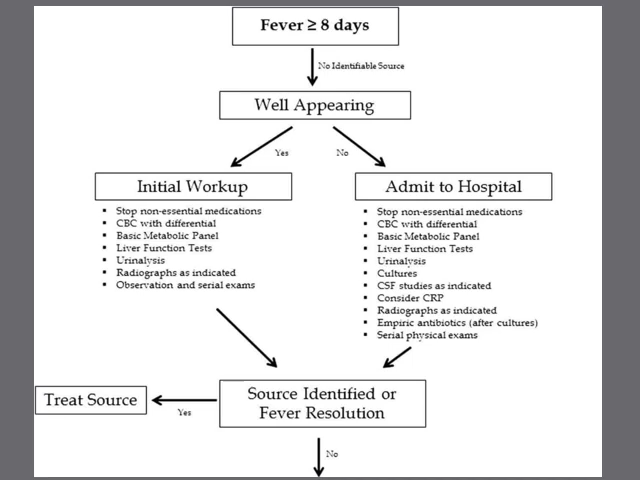 Fever ≥ 8 days
No Identifiable Source
Well Appearing
Yes
No
Initial Workup
▪ Stop non-essential medications
▪ CBC with differential
▪ Basic Metabolic Panel
▪ Liver Function Tests
▪ Urinalysis
▪ Radiographs as indicated
▪ Observation and serial exams
Admit to Hospital
▪ Stop non-essential medications
▪ CBC with differential
▪ Basic Metabolic Panel
▪ Liver Function Tests
▪ Urinalysis
▪ Cultures
▪ CSF studies as indicated
▪ Consider CRP
▪ Radiographs as indicated
▪ Empiric antibiotics (after cultures)
▪ Serial physical exams
Source Identified or
Fever Resolution
Yes
Treat Source
No